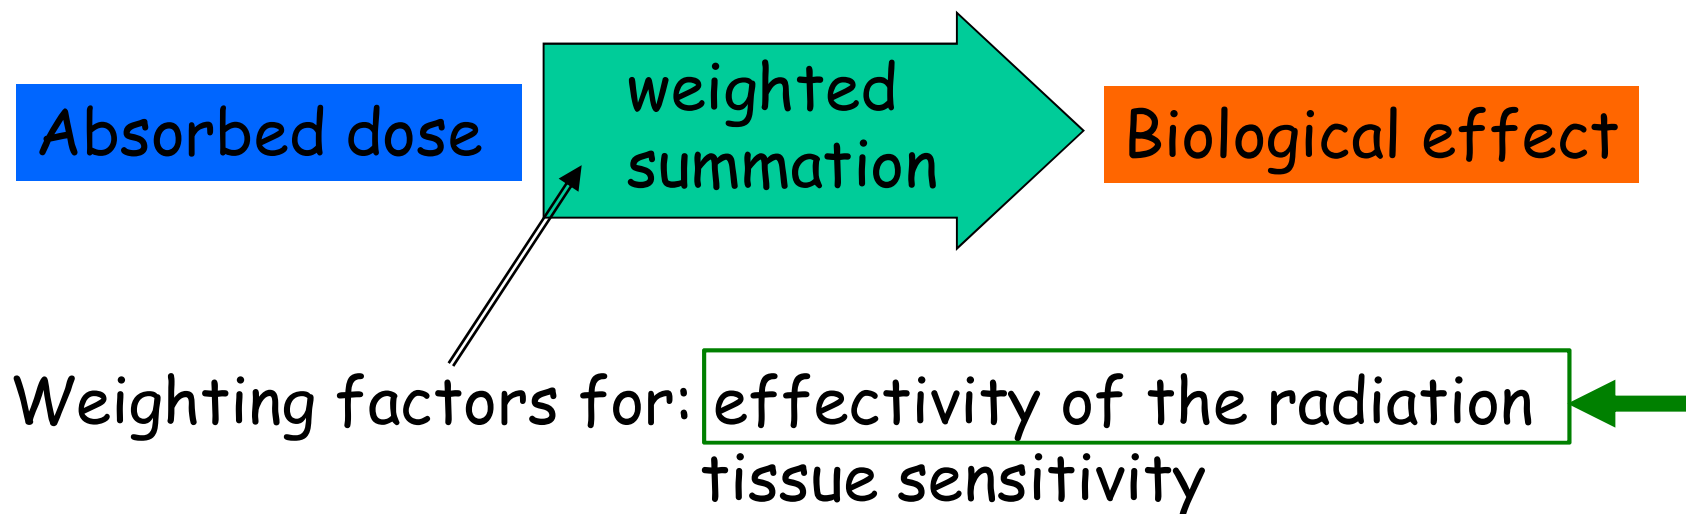 Absorbed dose
weighted
summation
Biological effect
Weighting factors for: effectivity of the radiation
tissue sensitivity